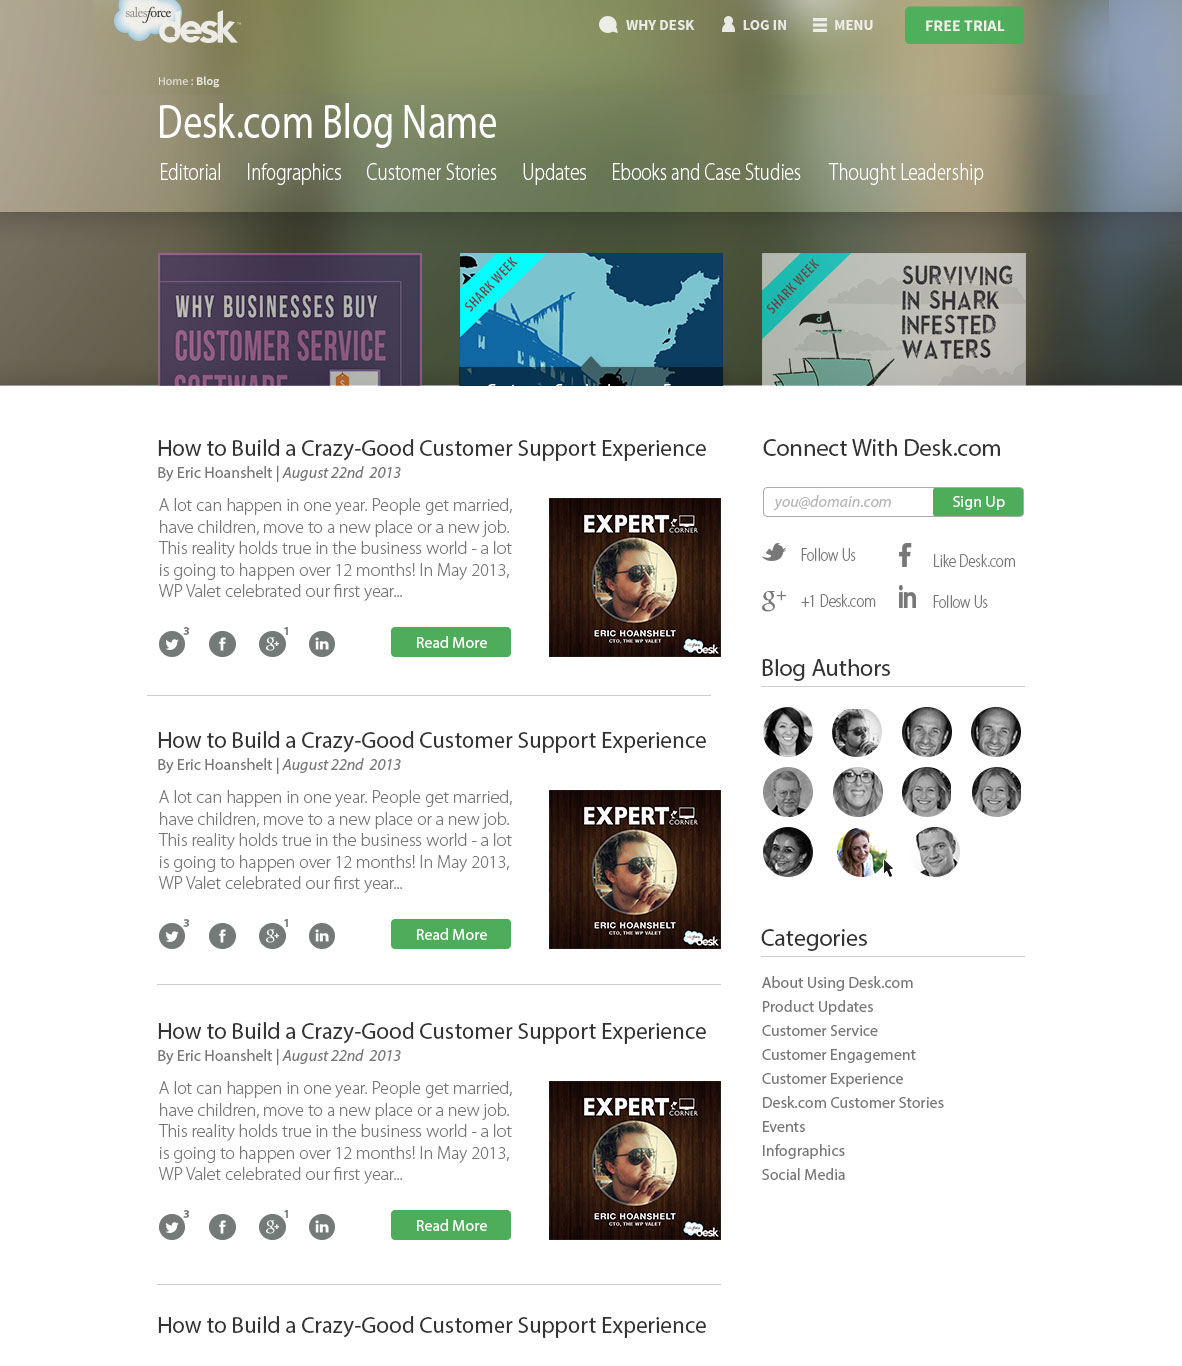 salesforce
desk
WHY DESK
LOG IN
MENU
FREE TRIAL
Home : Blog
Desk.com Blog Name
Editorial Infographics Customer Stories Updates Ebooks and Case Studies Thought Leadership
WHY BUSINESSES BUY
CUSTOMER SERVICE
SOFTWARE
SHARK WEEK
SHARK WEEK
SURVIVING
IN SHARK
INFESTED
WATERS
How to Build a Crazy-Good Customer Support Experience
By Eric Hoanshelt | August 22nd 2013
A lot can happen in one year. People get married,
have children, move to a new place or a new job.
This reality holds true in the business world - a lot
is going to happen over 12 months! In May 2013,
WP Valet celebrated our first year...
3
1
Read More
EXPERT
CORNER
ERIC HOANSHELT
CTO, THE WP VALET
salesforce
desk
How to Build a Crazy-Good Customer Support Experience
By Eric Hoanshelt | August 22nd 2013
A lot can happen in one year. People get married,
have children, move to a new place or a new job.
This reality holds true in the business world - a lot
is going to happen over 12 months! In May 2013,
WP Valet celebrated our first year...
3
1
Read More
EXPERT
CORNER
ERIC HOANSHELT
CTO, THE WP VALET
salesforce
desk
How to Build a Crazy-Good Customer Support Experience
By Eric Hoanshelt | August 22nd 2013
A lot can happen in one year. People get married,
have children, move to a new place or a new job.
This reality holds true in the business world - a lot
is going to happen over 12 months! In May 2013,
WP Valet celebrated our first year...
3
1
Read More
EXPERT
CORNER
ERIC HOANSHELT
CTO, THE WP VALET
salesforce
desk
How to Build a Crazy-Good Customer Support Experience
Connect With Desk.com
you@domain.com
Sign Up
Follow Us
Like Desk.com
+1 Desk.com
Follow Us
Blog Authors
Categories
About Using Desk.com
Product Updates
Customer Service
Customer Engagement
Customer Experience
Desk.com Customer Stories
Events
Infographics
Social Media